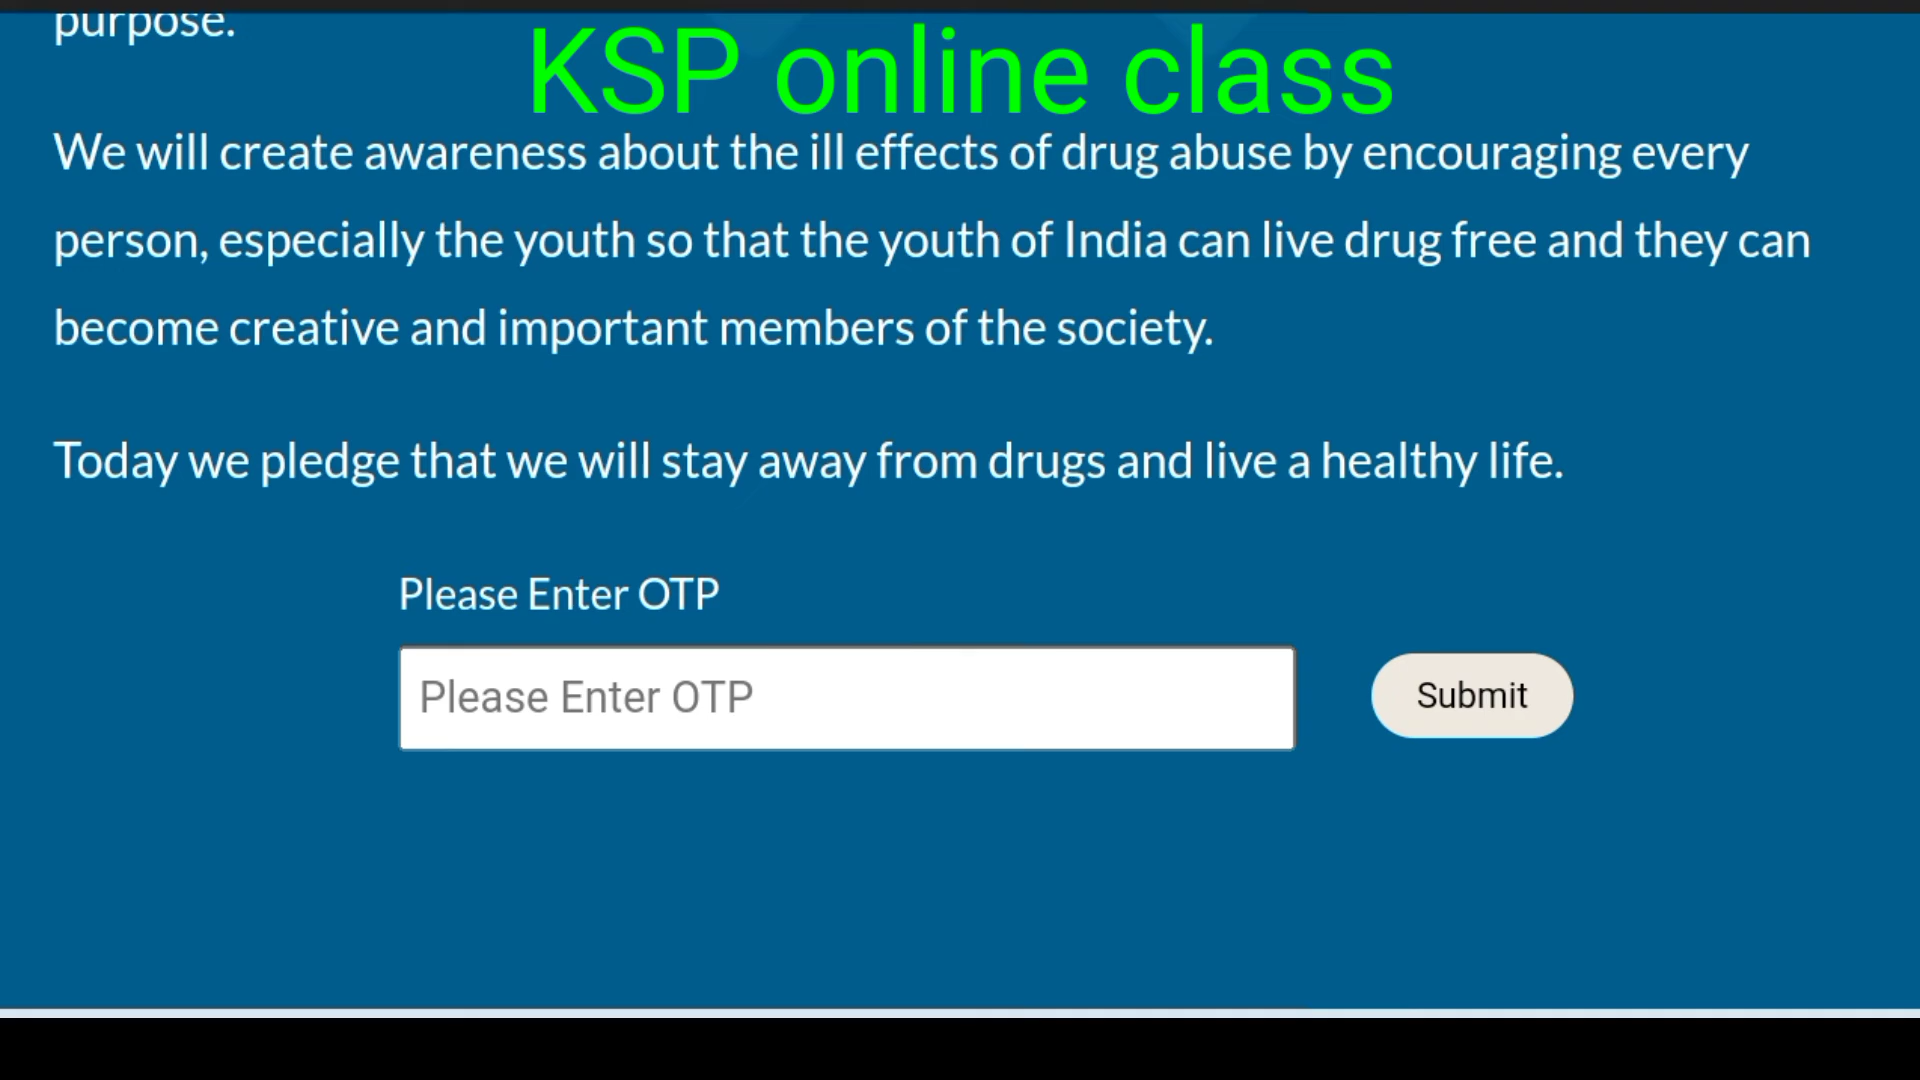 purpose.
KSP online class
We will create awareness about the ill effects of drug abuse by encouraging every
person, especially the youth so that the youth of India can live drug free and they can
become creative and important members of the society.
Today we pledge that we will stay away from drugs and live a healthy life.
Please Enter OTP
Please Enter OTP
Submit